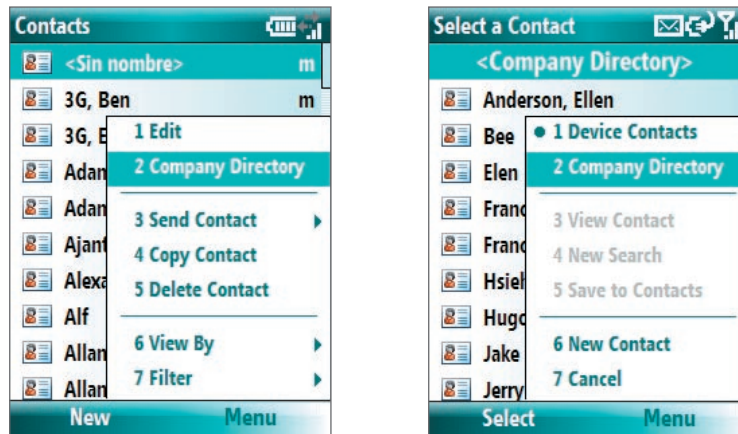 Contacts
<Sin nombre> m
3G, Ben m
3G, E
Adan
Adan
Ajant
Alexa
Alf
Allan
Allan
1 Edit
2 Company Directory
3 Send Contact
4 Copy Contact
5 Delete Contact
6 View By
7 Filter
New Menu
Select a Contact
<Company Directory>
Anderson, Ellen
Bee
Elen
Franc
Franc
Hsieh
Hugo
Jake
Jerry
1 Device Contacts
2 Company Directory
3 View Contact
4 New Search
5 Save to Contacts
6 New Contact
7 Cancel
Select Menu